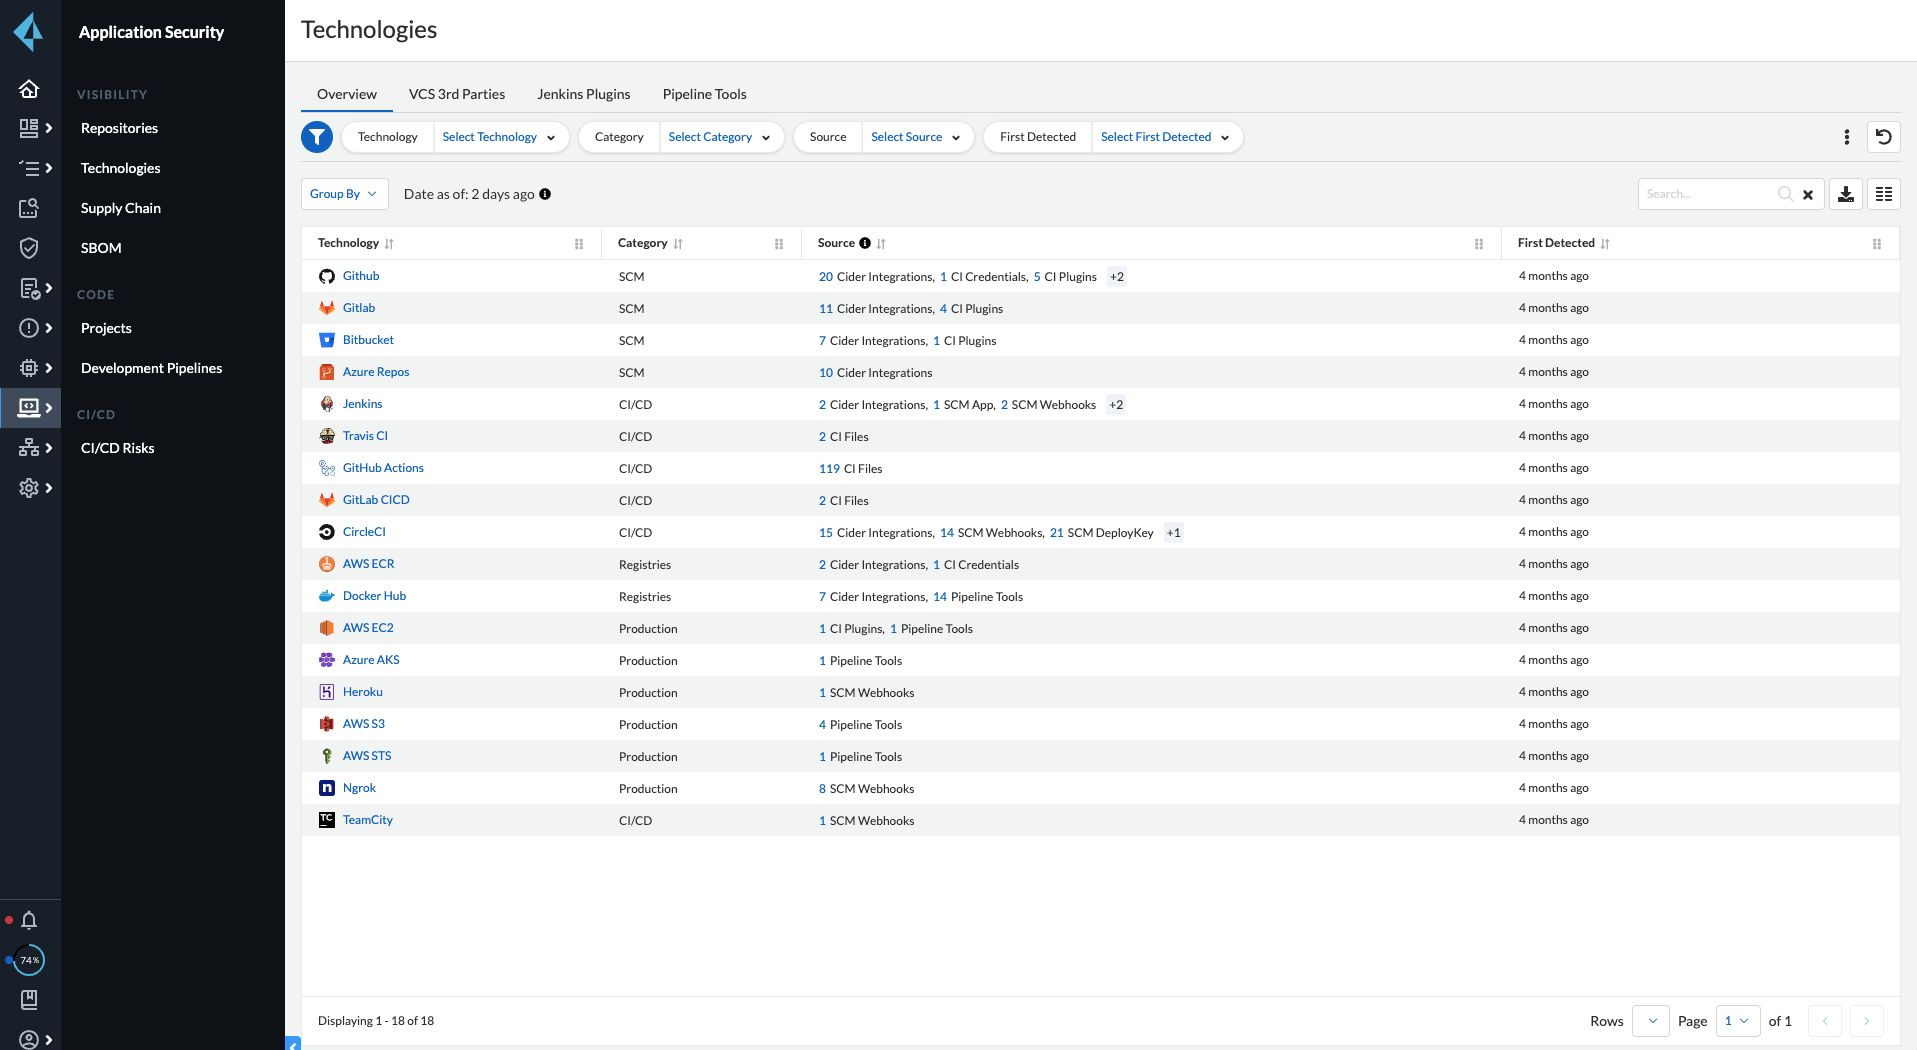 Application Security
VISIBILITY
Repositories
Technologies
Supply Chain
SBOM
CODE
Projects
Development Pipelines
CI/CD
CI/CD Risks
74%
Technologies
Overview VCS 3rd Parties Jenkins Plugins Pipeline Tools
Technology Select Technology Category Select Category Source Select Source First Detected Select First Detected
Group By Date as of: 2 days ago Search...
Technology Category Source First Detected
Github SCM 20 Cider Integrations, 1 CI Credentials, 5 CI Plugins +2 4 months ago
Gitlab SCM 11 Cider Integrations, 4 CI Plugins 4 months ago
Bitbucket SCM 7 Cider Integrations, 1 CI Plugins 4 months ago
Azure Repos SCM 10 Cider Integrations 4 months ago
Jenkins CI/CD 2 Cider Integrations, 1 SCM App, 2 SCM Webhooks +2 4 months ago
Travis CI CI/CD 2 CI Files 4 months ago
GitHub Actions CI/CD 119 CI Files 4 months ago
GitLab CICD CI/CD 2 CI Files 4 months ago
CircleCI CI/CD 15 Cider Integrations, 14 SCM Webhooks, 21 SCM DeployKey +1 4 months ago
AWS ECR Registries 2 Cider Integrations, 1 CI Credentials 4 months ago
Docker Hub Registries 7 Cider Integrations, 14 Pipeline Tools 4 months ago
AWS EC2 Production 1 CI Plugins, 1 Pipeline Tools 4 months ago
Azure AKS Production 1 Pipeline Tools 4 months ago
Heroku Production 1 SCM Webhooks 4 months ago
AWS S3 Production 4 Pipeline Tools 4 months ago
AWS STS Production 1 Pipeline Tools 4 months ago
n Ngrok Production 8 SCM Webhooks 4 months ago
TC TeamCity CI/CD 1 SCM Webhooks 4 months ago
Displaying 1 - 18 of 18 Rows Page 1 of 1